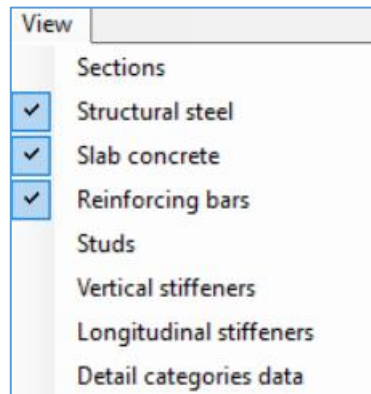 View
Sections
Structural steel
Slab concrete
Reinforcing bars
Studs
Vertical stiffeners
Longitudinal stiffeners
Detail categories data